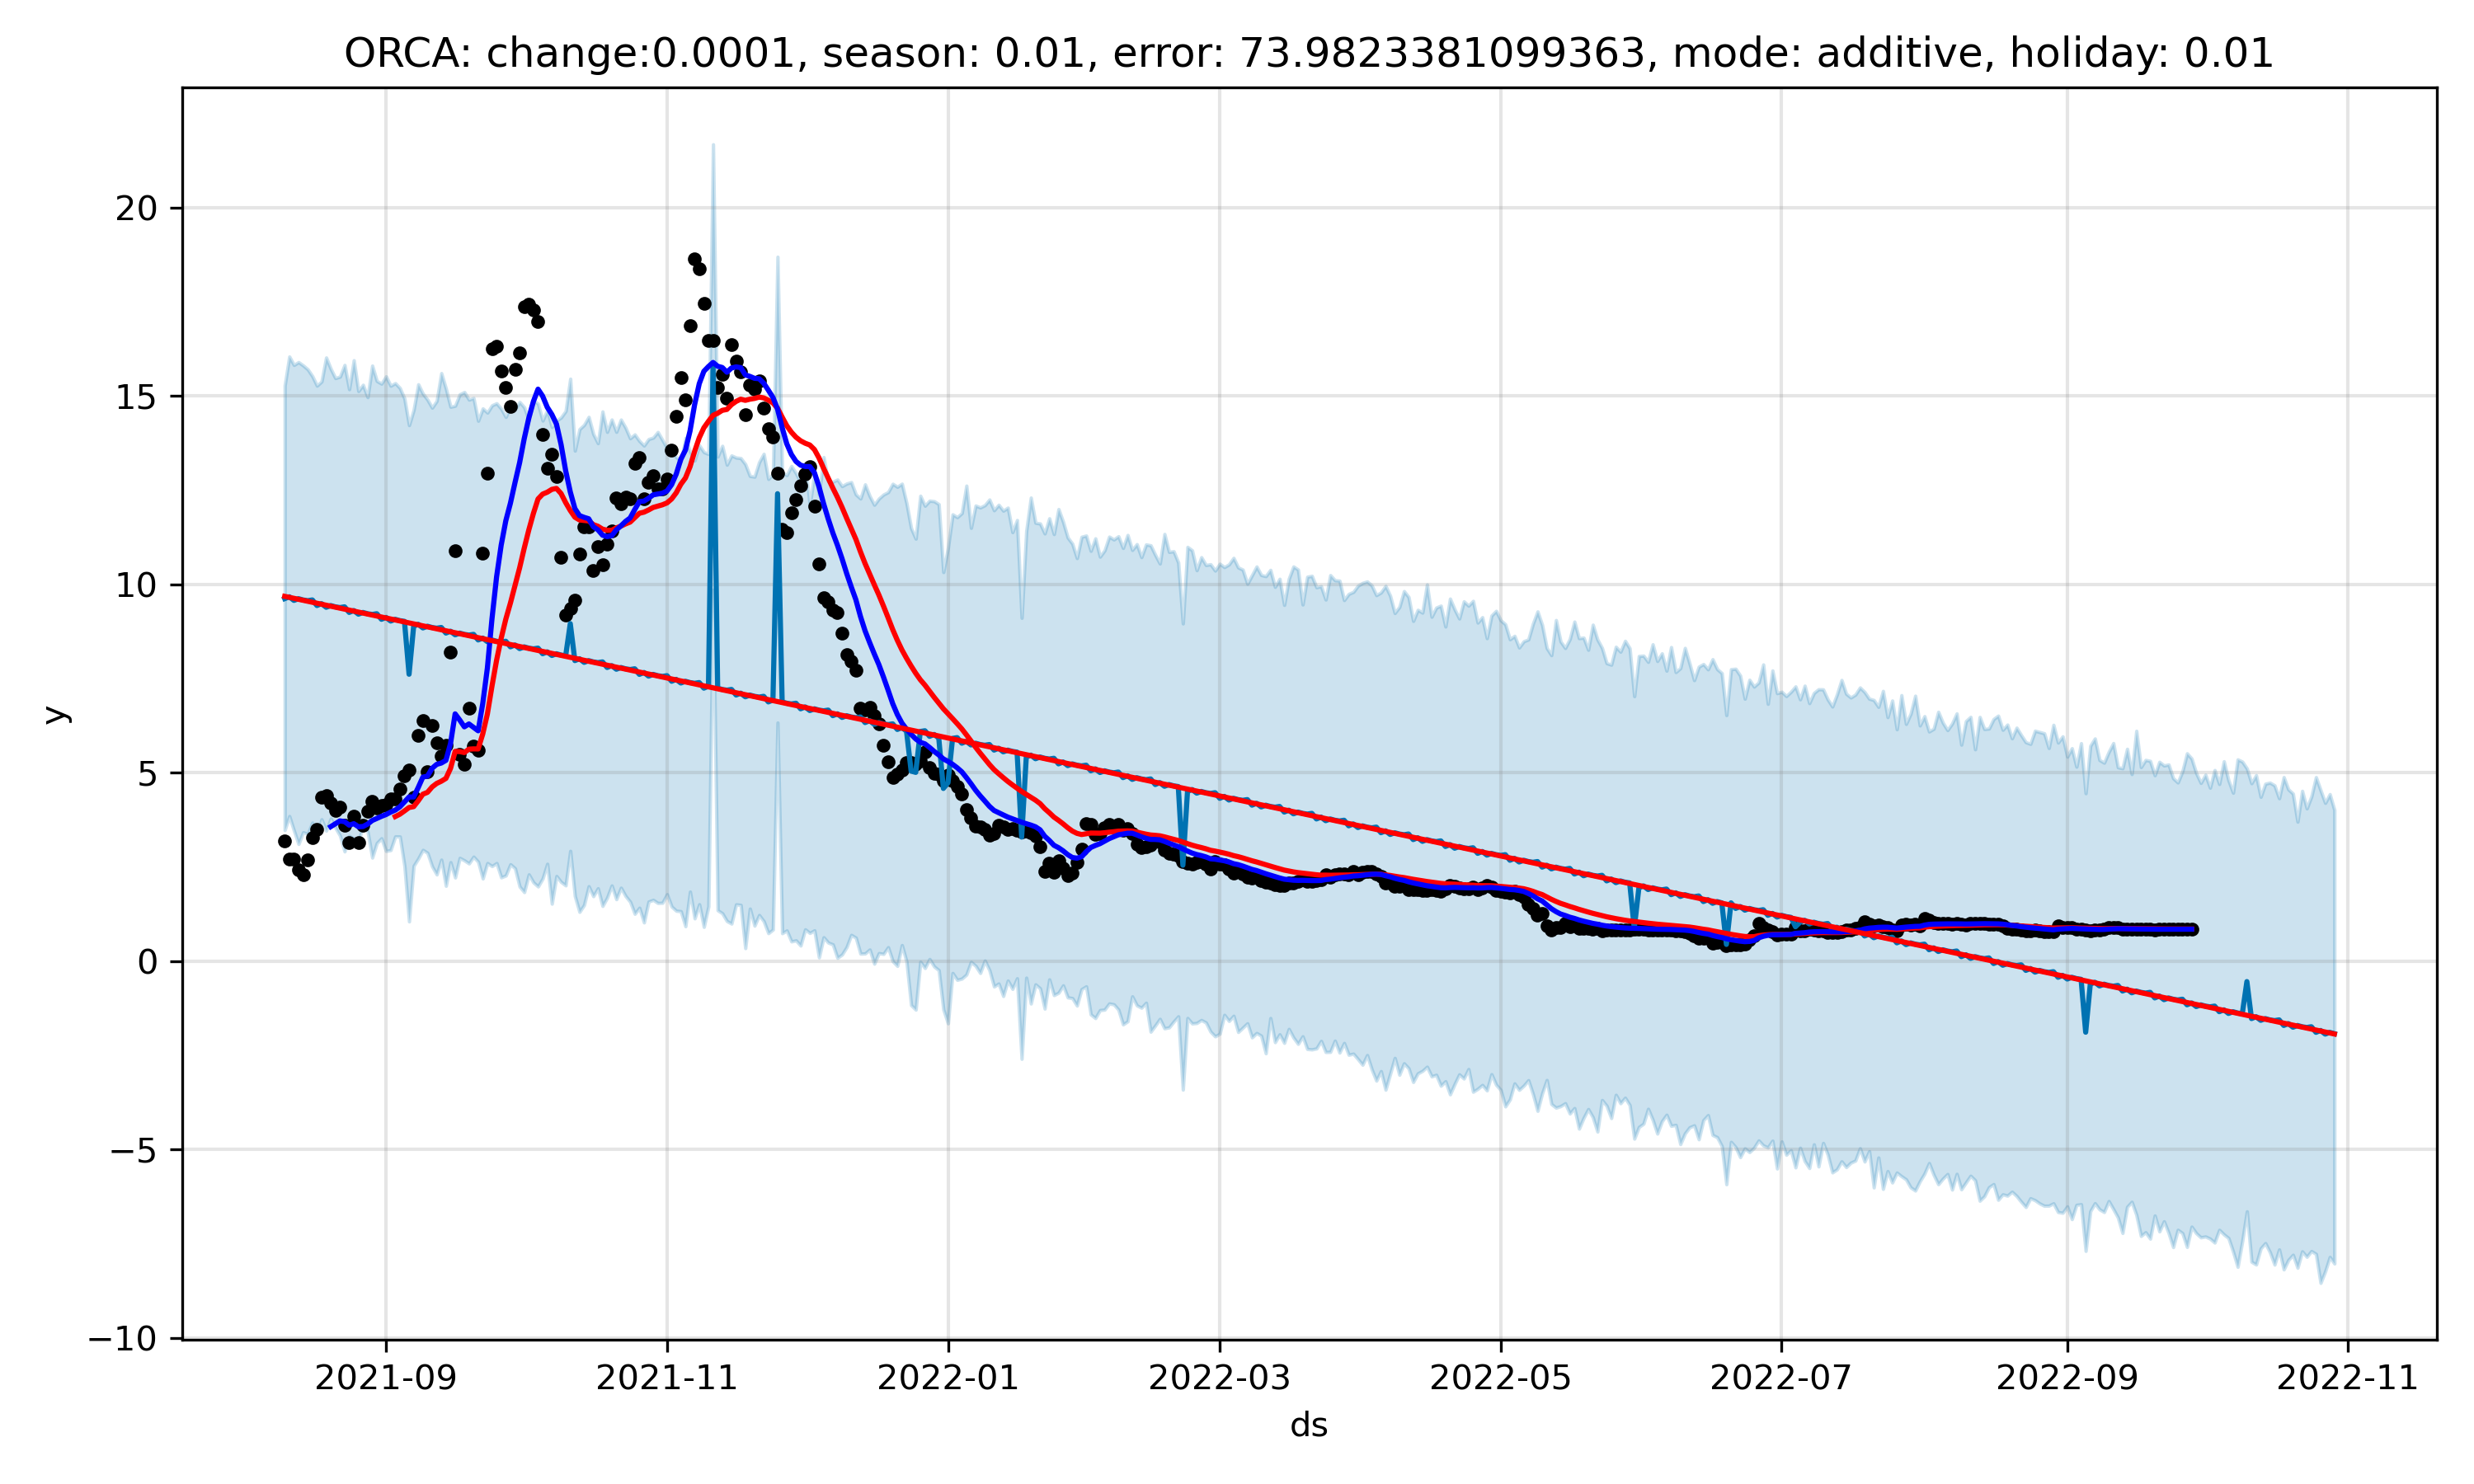 ORCA: change:0.0001, season: 0.01, error: 73.9823381099363, mode: additive, holiday: 0.01
20
15
10
5
0
−5
−10
y
2021-09 2021-11 2022-01 2022-03 2022-05 2022-07 2022-09 2022-11
ds